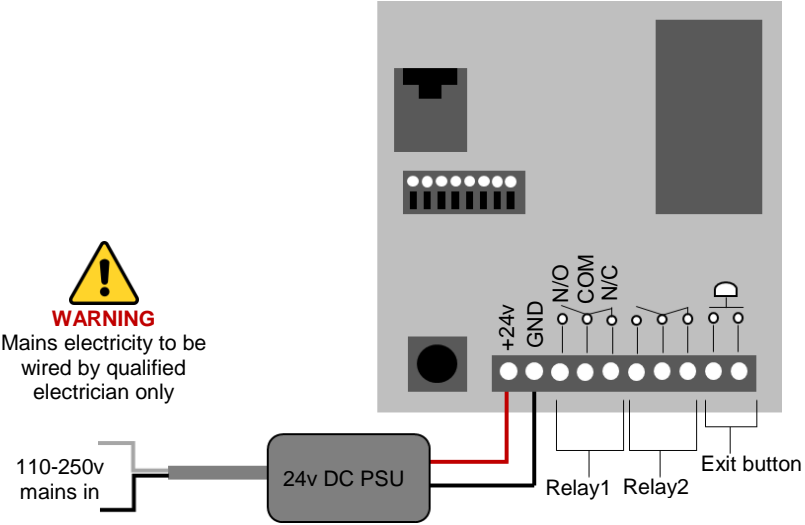 N/O
COM
N/C
+24v
GND
WARNING
Mains electricity to be
wired by qualified
electrician only
110-250v
mains in
24v DC PSU
Relay1
Relay2
Exit button